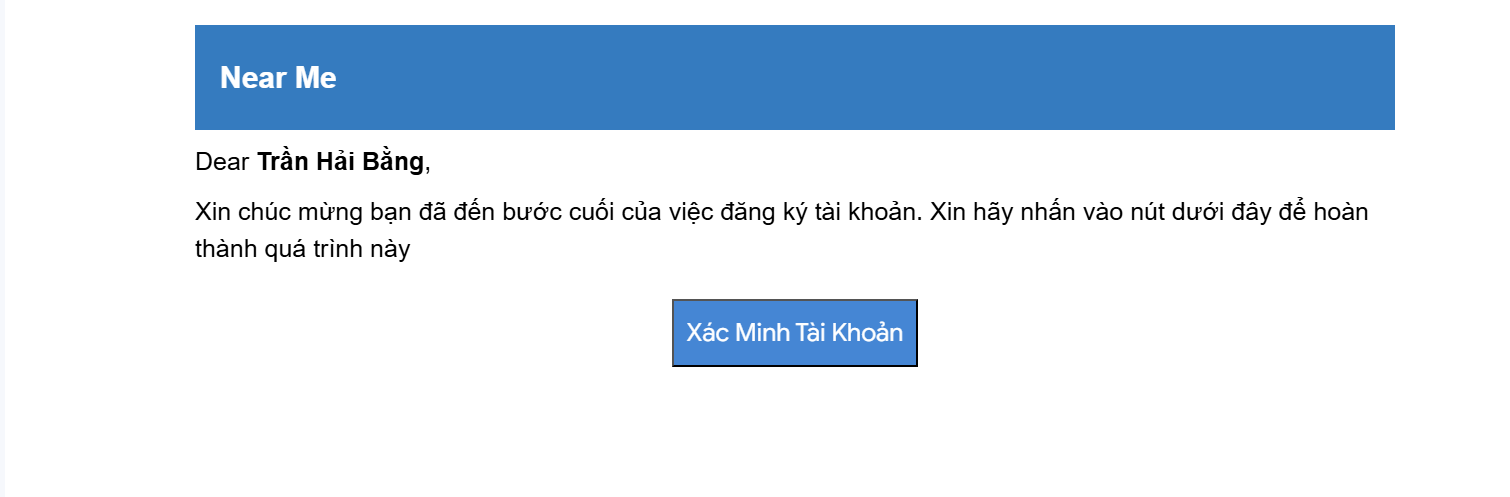 Near Me
Dear Trần Hải Bằng,
Xin chúc mừng bạn đã đến bước cuối của việc đăng ký tài khoản. Xin hãy nhấn vào nút dưới đây để hoàn
thành quá trình này
Xác Minh Tài Khoản